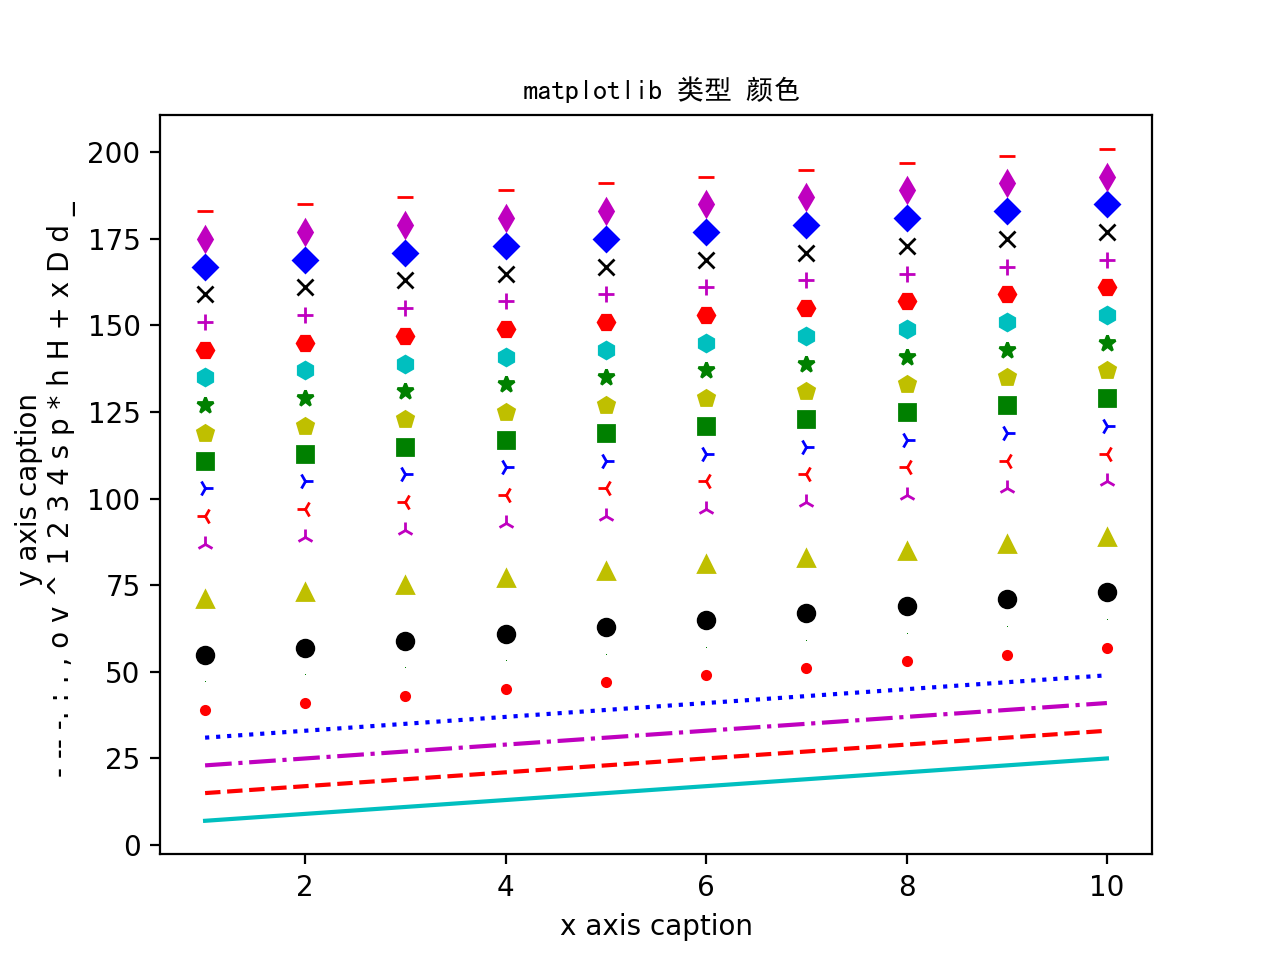 matplotlib 类型 颜色
200
175
150
125
100
75
50
25
0
y axis caption
- -- -. : . , o v ^ 1 2 3 4 s p * h H + x D d _
2 4 6 8 10
x axis caption